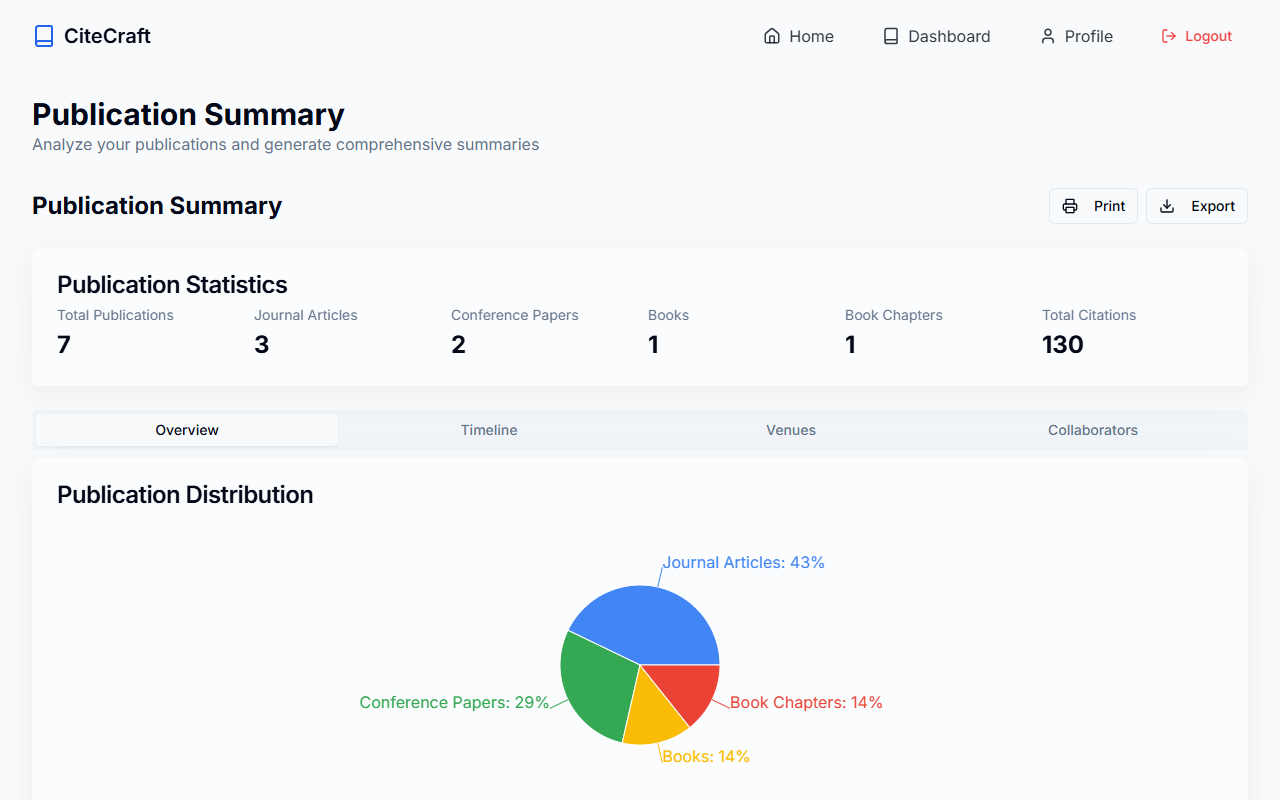 CiteCraft
Home
Dashboard
Profile
Logout
Publication Summary
Analyze your publications and generate comprehensive summaries
Publication Summary
Print
Export
Publication Statistics
Total Publications
7
Journal Articles
3
Conference Papers
2
Books
1
Book Chapters
1
Total Citations
130
Overview
Timeline
Venues
Collaborators
Publication Distribution
Journal Articles: 43%
Conference Papers: 29%
Book Chapters: 14%
Books: 14%